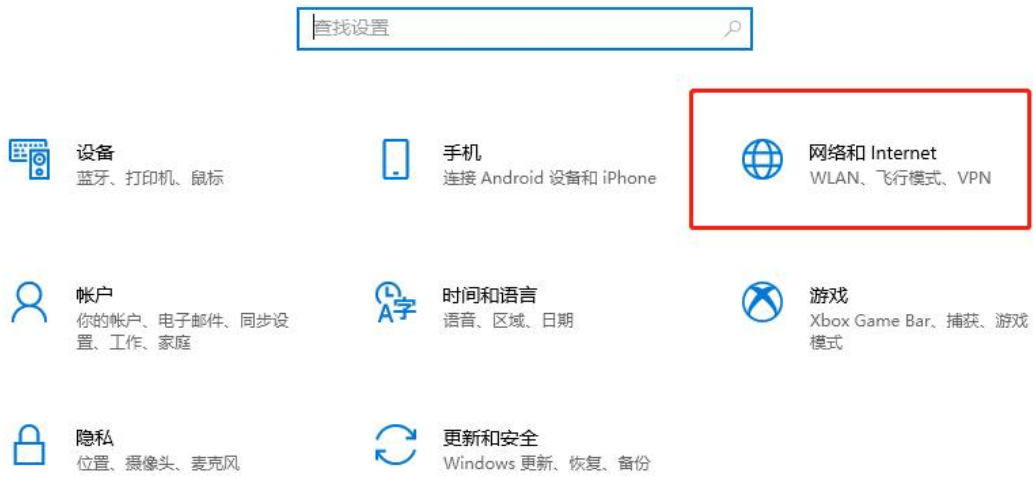 查找设置
设备
蓝牙、打印机、鼠标
手机
连接 Android 设备和 iPhone
网络和 Internet
WLAN、飞行模式、VPN
帐户
你的帐户、电子邮件、同步设
置、工作、家庭
时间和语言
语音、区域、日期
游戏
Xbox Game Bar、捕获、游戏
模式
隐私
位置、摄像头、麦克风
更新和安全
Windows 更新、恢复、备份